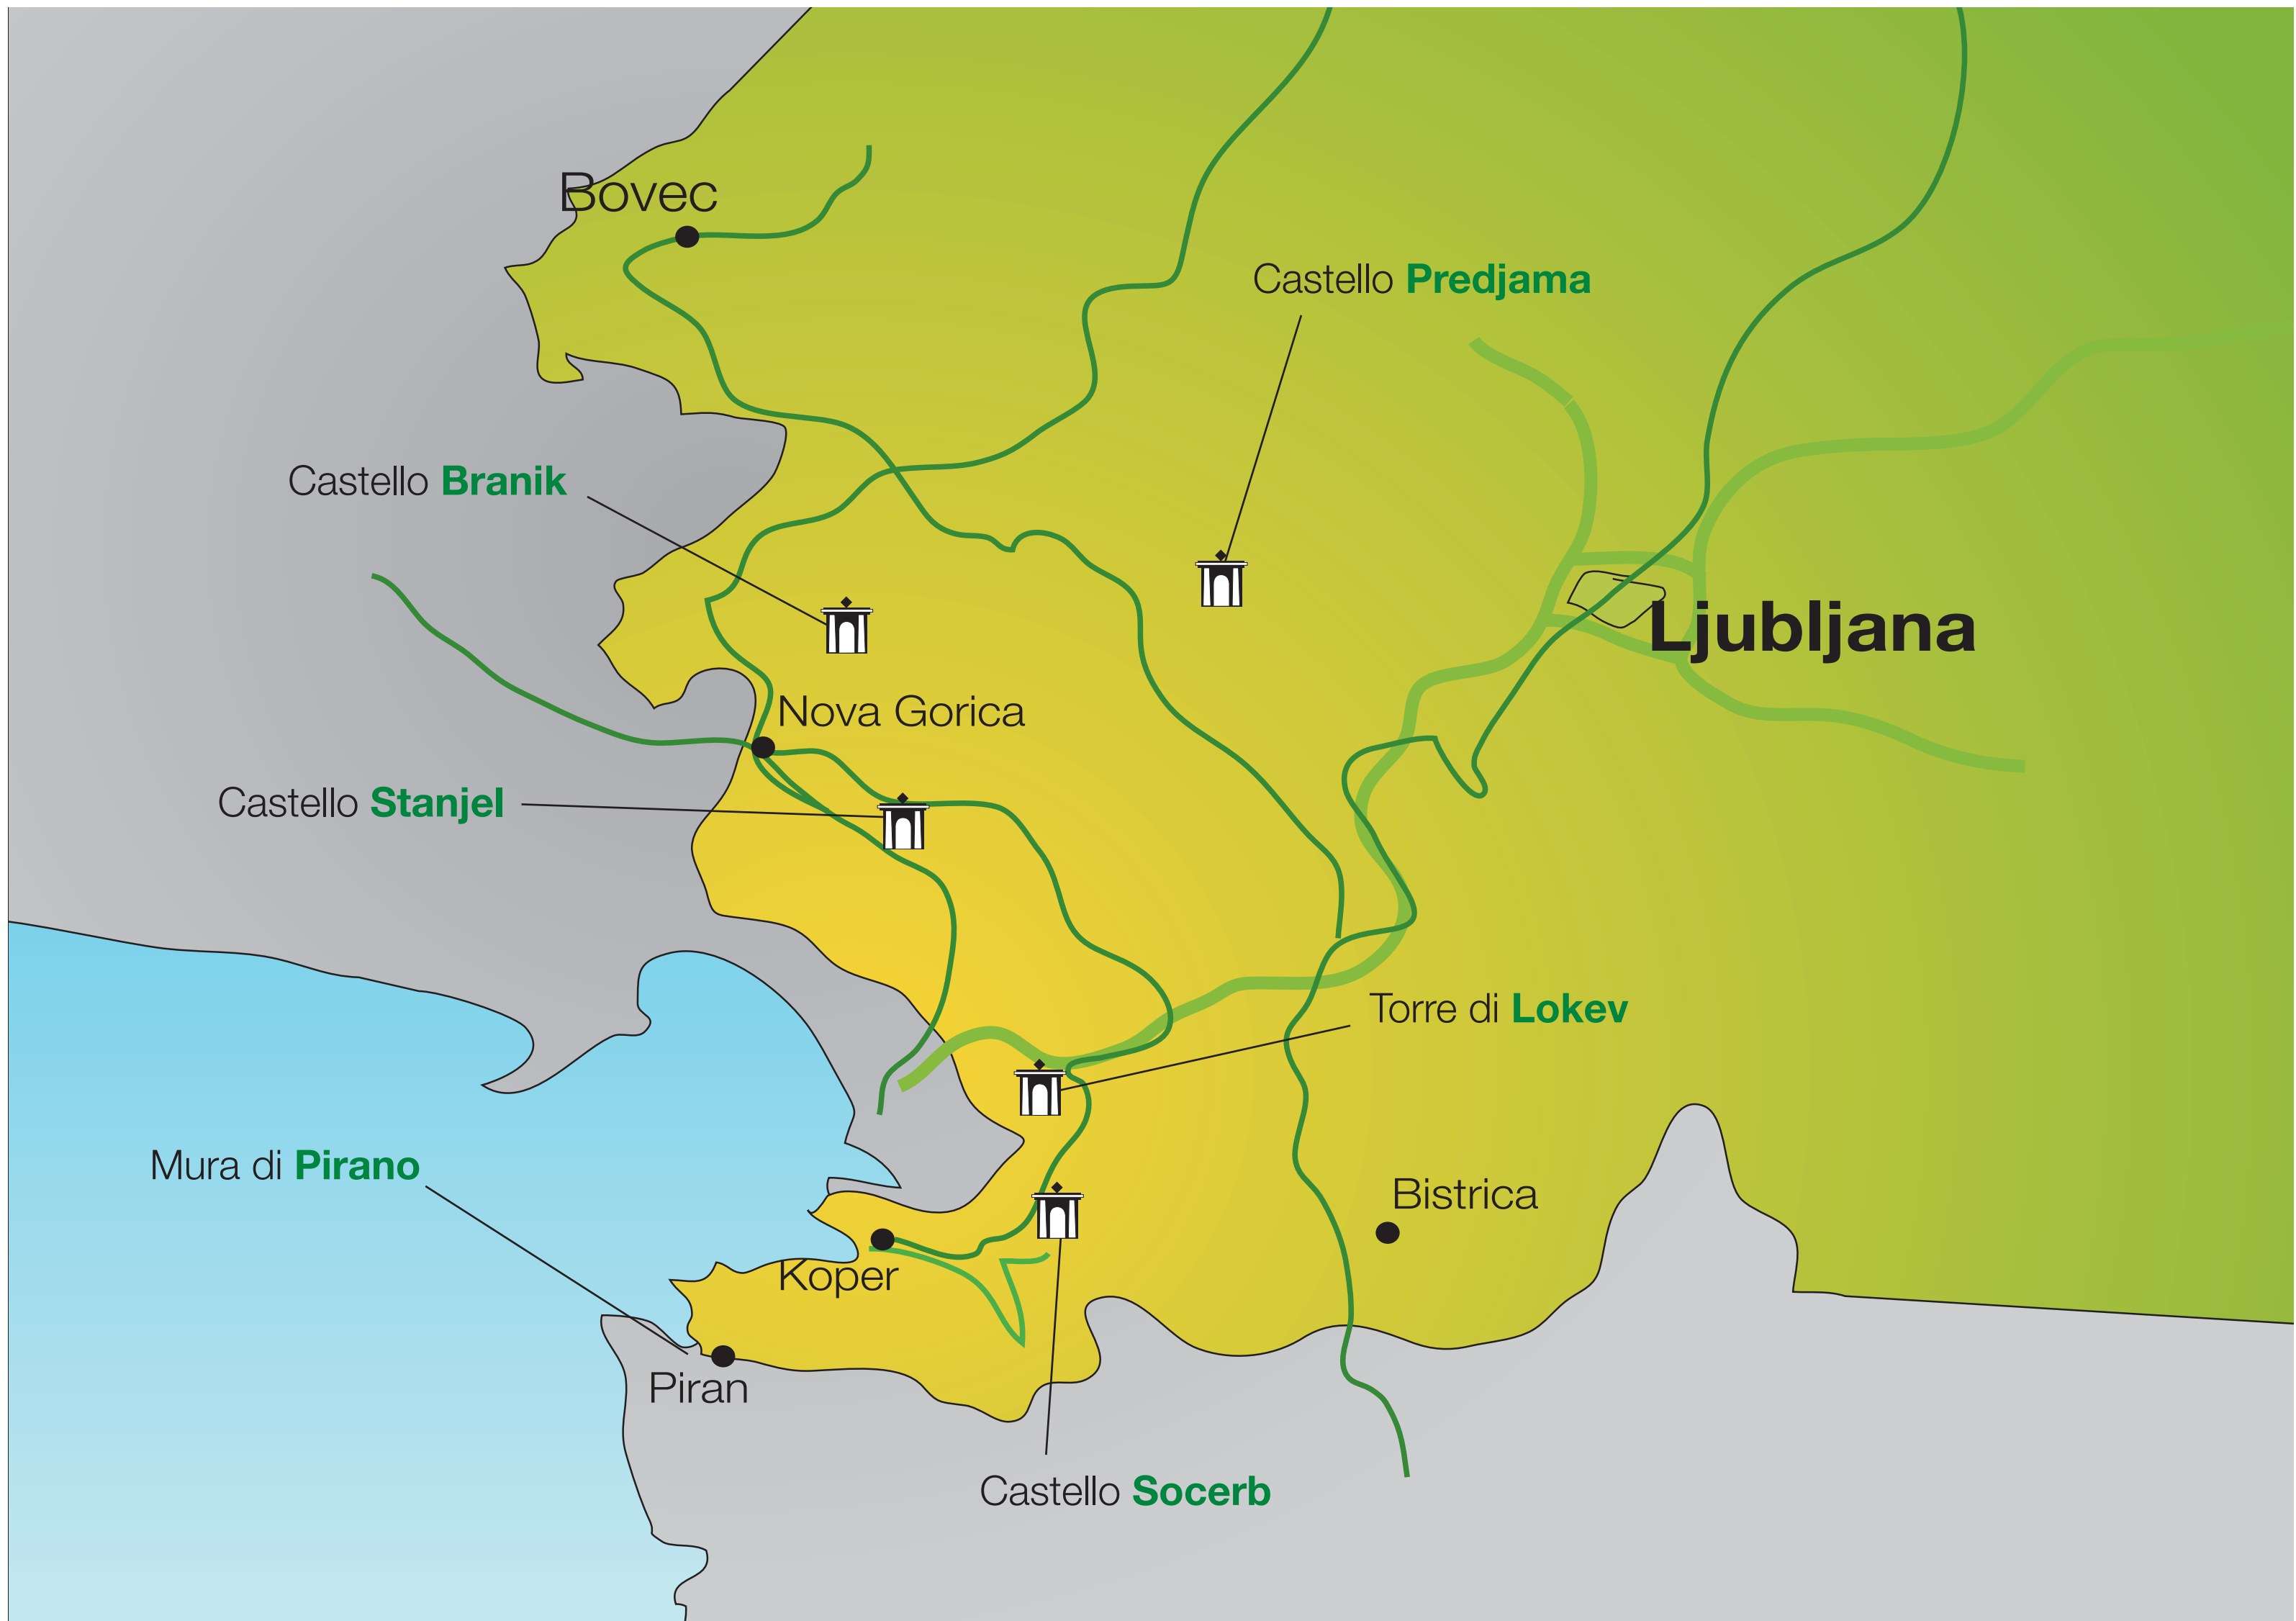 Bovec
Castello Predjama
Castello Branik
Ljubljana
Nova Gorica
Castello Stanjel
Torre di Lokev
Mura di Pirano
Bistrica
Koper
Piran
Castello Socerb